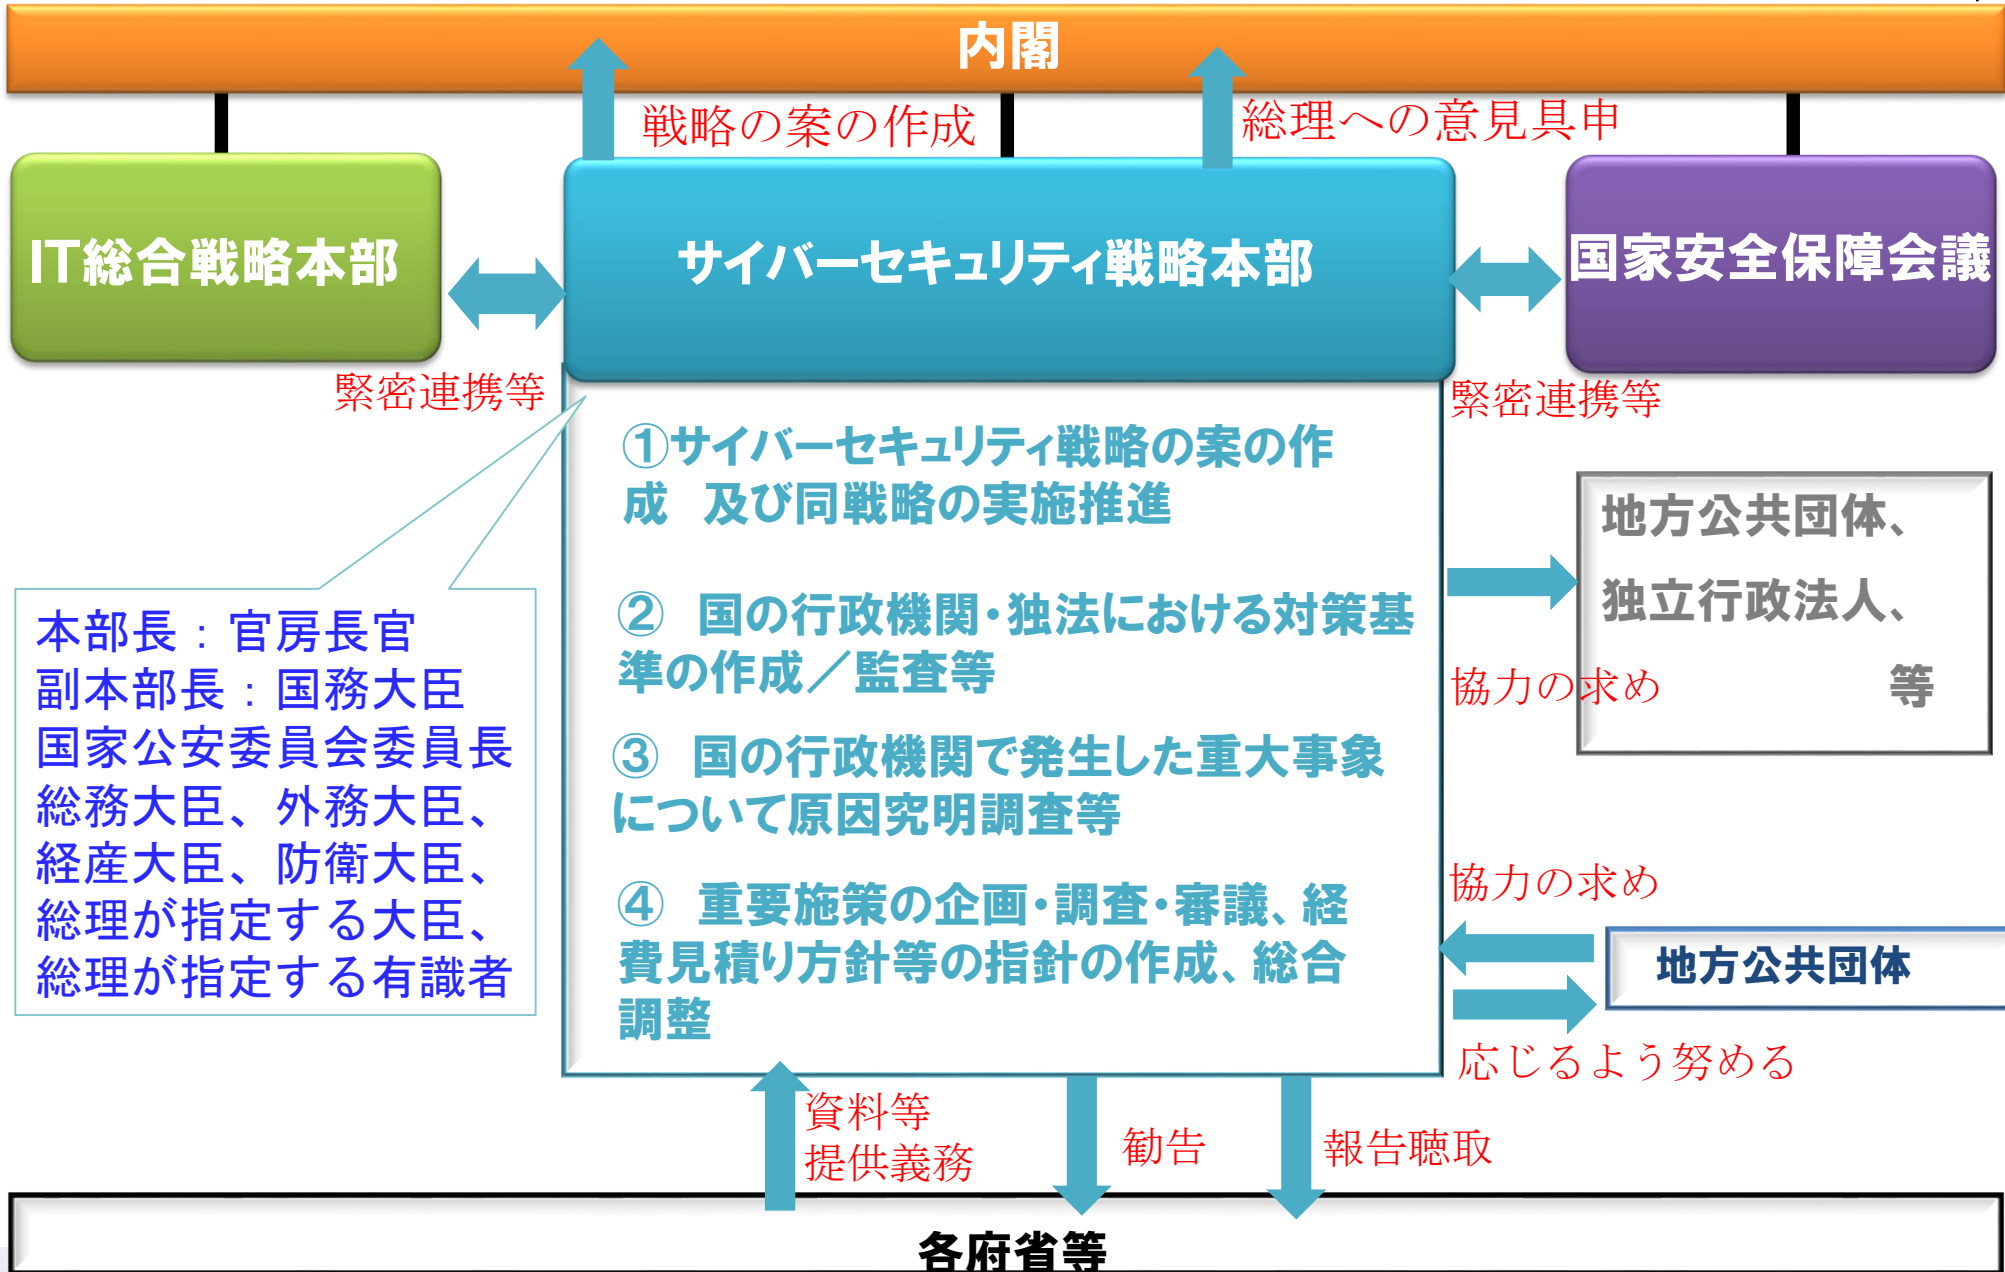 内閣
戦略の案の作成
総理への意見具申
IT総合戦略本部
サイバーセキュリティ戦略本部
国家安全保障会議
緊密連携等
緊密連携等
①サイバーセキュリティ戦略の案の作
成 及び同戦略の実施推進
② 国の行政機関・独法における対策基
準の作成／監査等
③ 国の行政機関で発生した重大事象
について原因究明調査等
④ 重要施策の企画・調査・審議、経
費見積り方針等の指針の作成、総合
調整
本部長：官房長官
副本部長：国務大臣
国家公安委員会委員長
総務大臣、外務大臣、
経産大臣、防衛大臣、
総理が指定する大臣、
総理が指定する有識者
地方公共団体、
独立行政法人、
等
協力の求め
協力の求め
地方公共団体
応じるよう努める
資料等
提供義務
勧告
報告聴取
各府省等